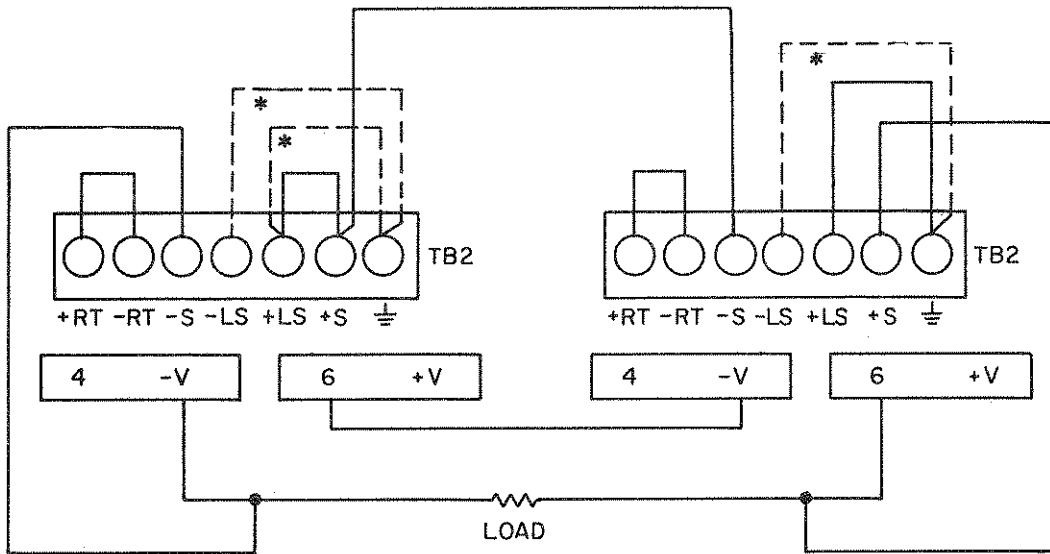 *
*
*
TB2
TB2
+RT -RT -S -LS +LS +S
+RT -RT -S -LS +LS +S
4 -V
6 +V
4 -V
6 +V
LOAD